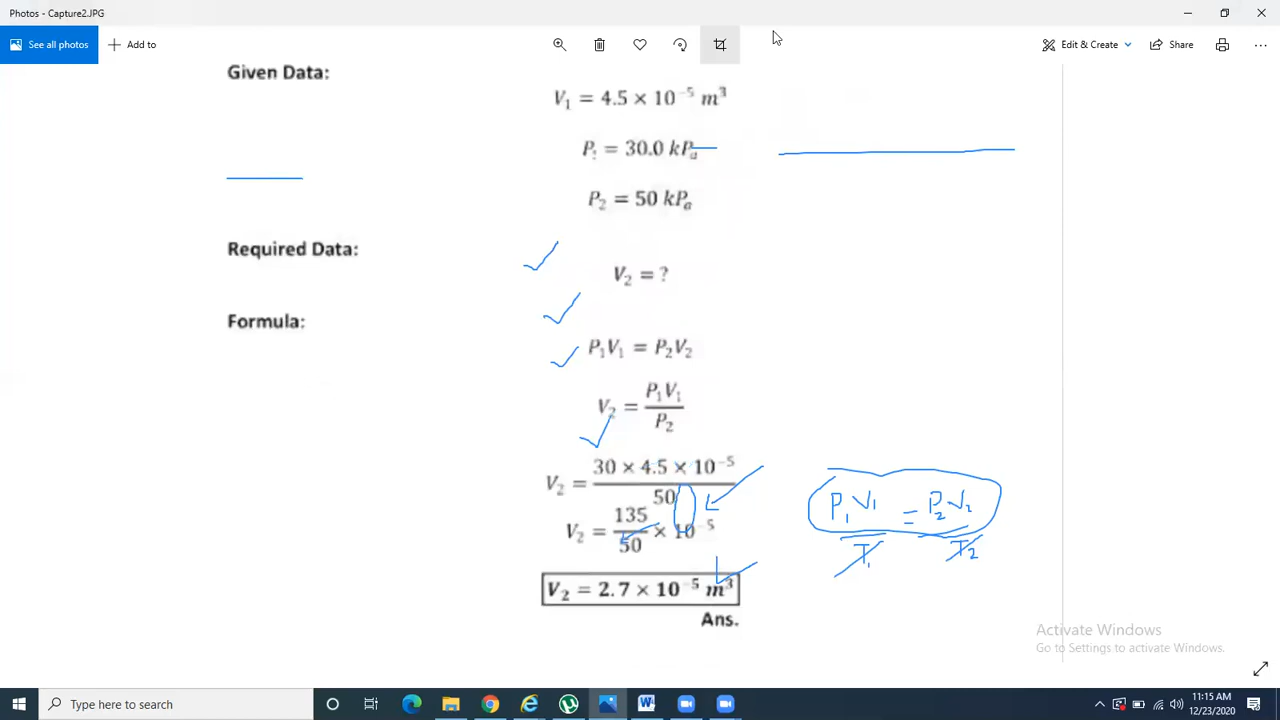 Photos - Capture2.JPG
See all photos
Add to
Edit & Create
Share
Given Data:
V₁ = 4.5 × 10⁻⁵ m³
P₁ = 30.0 kPₐ
P₂ = 50 kPₐ
Required Data:
V₂ = ?
Formula:
P₁V₁ = P₂V₂
V₂ = P₁V₁ / P₂
V₂ = 30 × 4.5 × 10⁻⁵ / 50
V₂ = 135 / 50 × 10⁻⁵
V₂ = 2.7 × 10⁻⁵ m³
Ans.
P₁V₁ / T₁ = P₂V₂ / T₂
Activate Windows
Go to Settings to activate Windows.
Type here to search
11:15 AM
12/23/2020